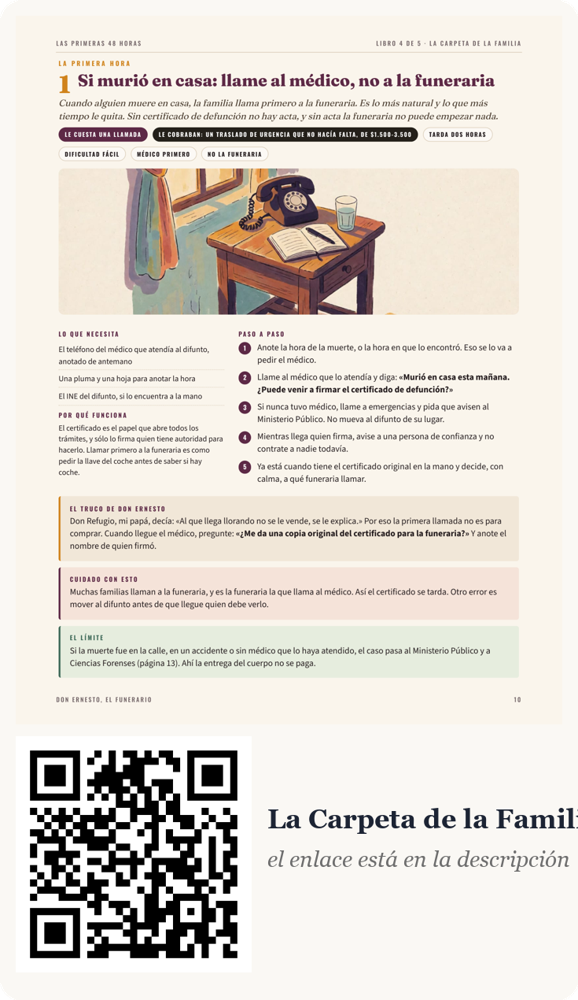 LAS PRIMERAS 48 HORAS
LIBRO 4 DE 5 · LA CARPETA DE LA FAMILIA
LA PRIMERA HORA
1 Si murió en casa: llame al médico, no a la funeraria
Cuando alguien muere en casa, la familia llama primero a la funeraria. Es lo más natural y lo que más
tiempo le quita. Sin certificado de defunción no hay acta, y sin acta la funeraria no puede empezar nada.
LE CUESTA UNA LLAMADA
LE COBRABAN: UN TRASLADO DE URGENCIA QUE NO HACÍA FALTA, DE $1.500-3.500
TARDA DOS HORAS
DIFICULTAD FÁCIL
MÉDICO PRIMERO
NO LA FUNERARIA
LO QUE NECESITA
El teléfono del médico que atendía al difunto,
anotado de antemano
Una pluma y una hoja para anotar la hora
El INE del difunto, si lo encuentra a la mano
POR QUÉ FUNCIONA
El certificado es el papel que abre todos los
trámites, y sólo lo firma quien tiene autoridad para
hacerlo. Llamar primero a la funeraria es como
pedir la llave del coche antes de saber si hay
coche.
PASO A PASO
1 Anote la hora de la muerte, o la hora en que lo encontró. Eso se lo va a
pedir el médico.
2 Llame al médico que lo atendía y diga: «Murió en casa esta mañana.
¿Puede venir a firmar el certificado de defunción?»
3 Si nunca tuvo médico, llame a emergencias y pida que avisen al
Ministerio Público. No mueva al difunto de su lugar.
4 Mientras llega quien firma, avise a una persona de confianza y no
contrate a nadie todavía.
5 Ya está cuando tiene el certificado original en la mano y decide, con
calma, a qué funeraria llamar.
EL TRUCO DE DON ERNESTO
Don Refugio, mi papá, decía: «Al que llega llorando no se le vende, se le explica.» Por eso la primera llamada no es para
comprar. Cuando llegue el médico, pregunte: «¿Me da una copia original del certificado para la funeraria?» Y anote el
nombre de quien firmó.
CUIDADO CON ESTO
Muchas familias llaman a la funeraria, y es la funeraria la que llama al médico. Así el certificado se tarda. Otro error es
mover al difunto antes de que llegue quien debe verlo.
EL LÍMITE
Si la muerte fue en la calle, en un accidente o sin médico que lo haya atendido, el caso pasa al Ministerio Público y a
Ciencias Forenses (página 13). Ahí la entrega del cuerpo no se paga.
DON ERNESTO, EL FUNERARIO
10
La Carpeta de la Famili
el enlace está en la descripción